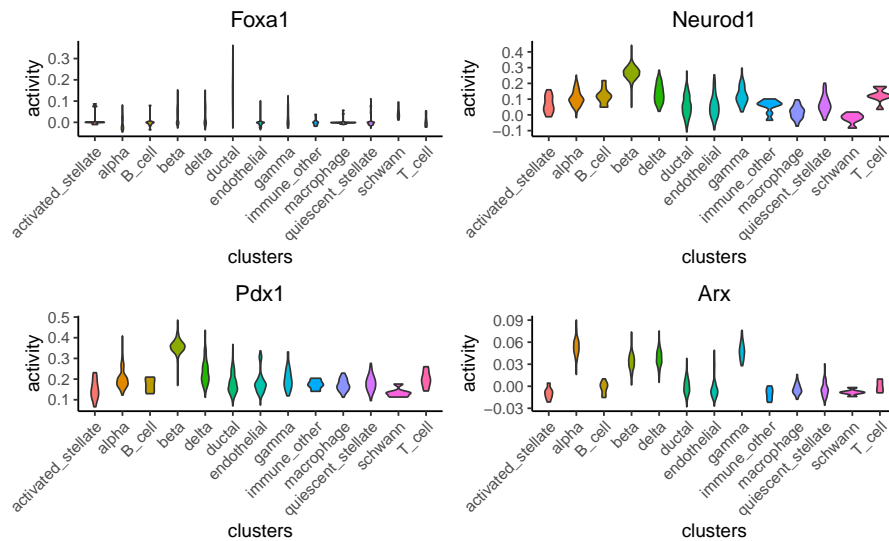 Foxa1
activity
0.3
0.2
0.1
0.0
activated_stellate
alpha
B_cell
beta
delta
ductal
endothelial
gamma
immune_other
macrophage
quiescent_stellate
schwann
T_cell
clusters
Neurod1
activity
0.4
0.3
0.2
0.1
0.0
−0.1
activated_stellate
alpha
B_cell
beta
delta
ductal
endothelial
gamma
immune_other
macrophage
quiescent_stellate
schwann
T_cell
clusters
Pdx1
activity
0.5
0.4
0.3
0.2
0.1
activated_stellate
alpha
B_cell
beta
delta
ductal
endothelial
gamma
immune_other
macrophage
quiescent_stellate
schwann
T_cell
clusters
Arx
activity
0.09
0.06
0.03
0.00
−0.03
activated_stellate
alpha
B_cell
beta
delta
ductal
endothelial
gamma
immune_other
macrophage
quiescent_stellate
schwann
T_cell
clusters